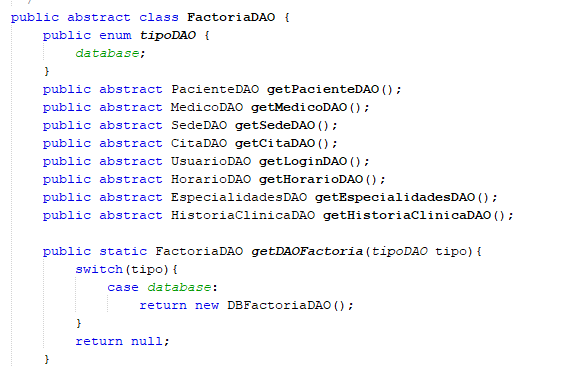 public abstract class FactoriaDAO {
public enum tipoDAO {
database;
}
public abstract PacienteDAO getPacienteDAO();
public abstract MedicoDAO getMedicoDAO();
public abstract SedeDAO getSedeDAO();
public abstract CitaDAO getCitaDAO();
public abstract UsuarioDAO getLoginDAO();
public abstract HorarioDAO getHorarioDAO();
public abstract EspecialidadesDAO getEspecialidadesDAO();
public abstract HistoriaClinicaDAO getHistoriaClinicaDAO();
public static FactoriaDAO getDAOFactoria(tipoDAO tipo){
switch(tipo){
case database:
return new DBFactoriaDAO();
}
return null;
}